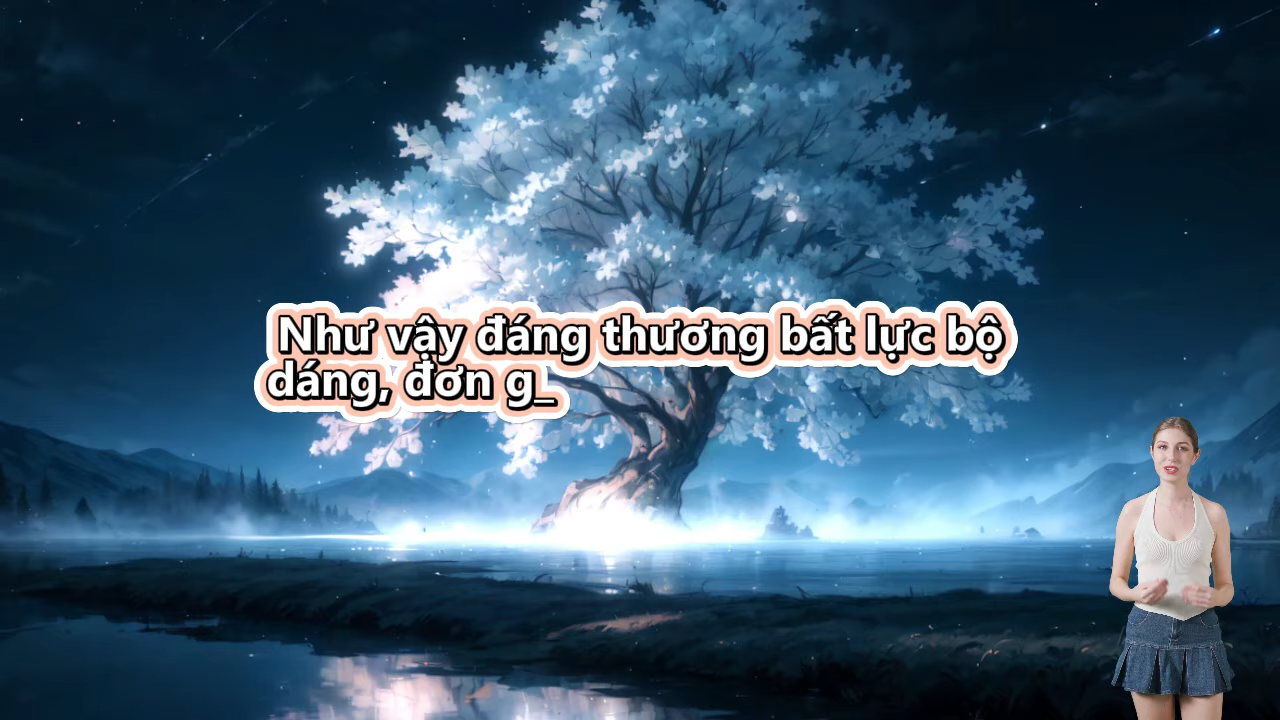 Như vậy đáng thương bất lực bộ
dáng, đơn g_